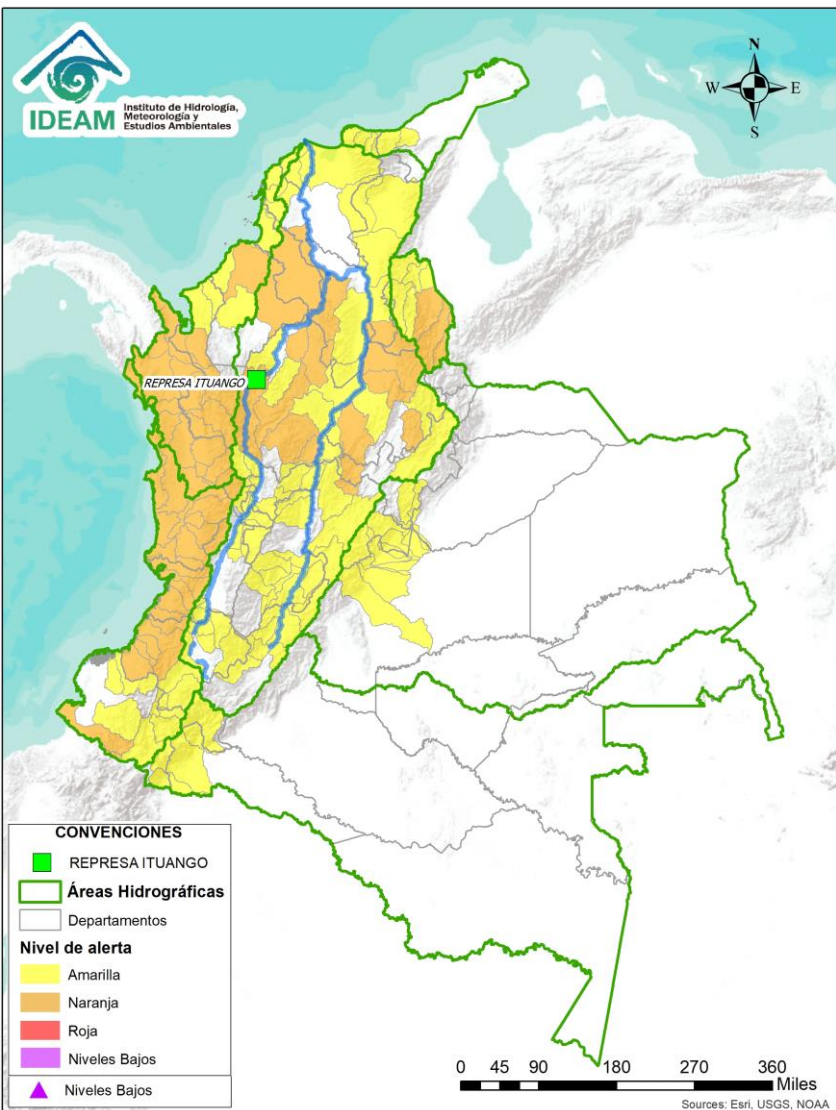 IDEAM
Instituto de Hidrología,
Meteorología y
Estudios Ambientales
N
W
E
S
REPRESA ITUANGO
CONVENCIONES
REPRESA ITUANGO
Áreas Hidrográficas
Departamentos
Nivel de alerta
Amarilla
Naranja
Roja
Niveles Bajos
Niveles Bajos
0 45 90 180 270 360
Miles
Sources: Esri, USGS, NOAA